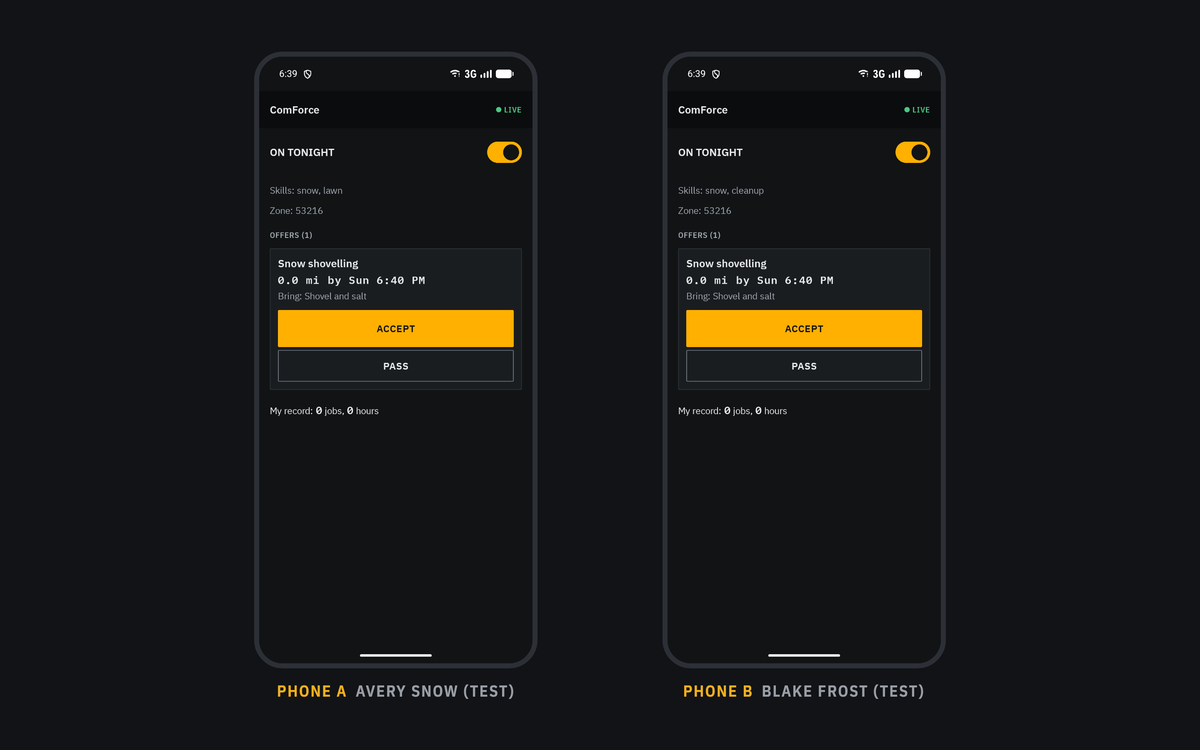 6:39 3G
ComForce LIVE
ON TONIGHT
Skills: snow, lawn
Zone: 53216
OFFERS (1)
Snow shovelling
0.0 mi by Sun 6:40 PM
Bring: Shovel and salt
ACCEPT
PASS
My record: 0 jobs, 0 hours
PHONE A AVERY SNOW (TEST)
6:39 3G
ComForce LIVE
ON TONIGHT
Skills: snow, cleanup
Zone: 53216
OFFERS (1)
Snow shovelling
0.0 mi by Sun 6:40 PM
Bring: Shovel and salt
ACCEPT
PASS
My record: 0 jobs, 0 hours
PHONE B BLAKE FROST (TEST)